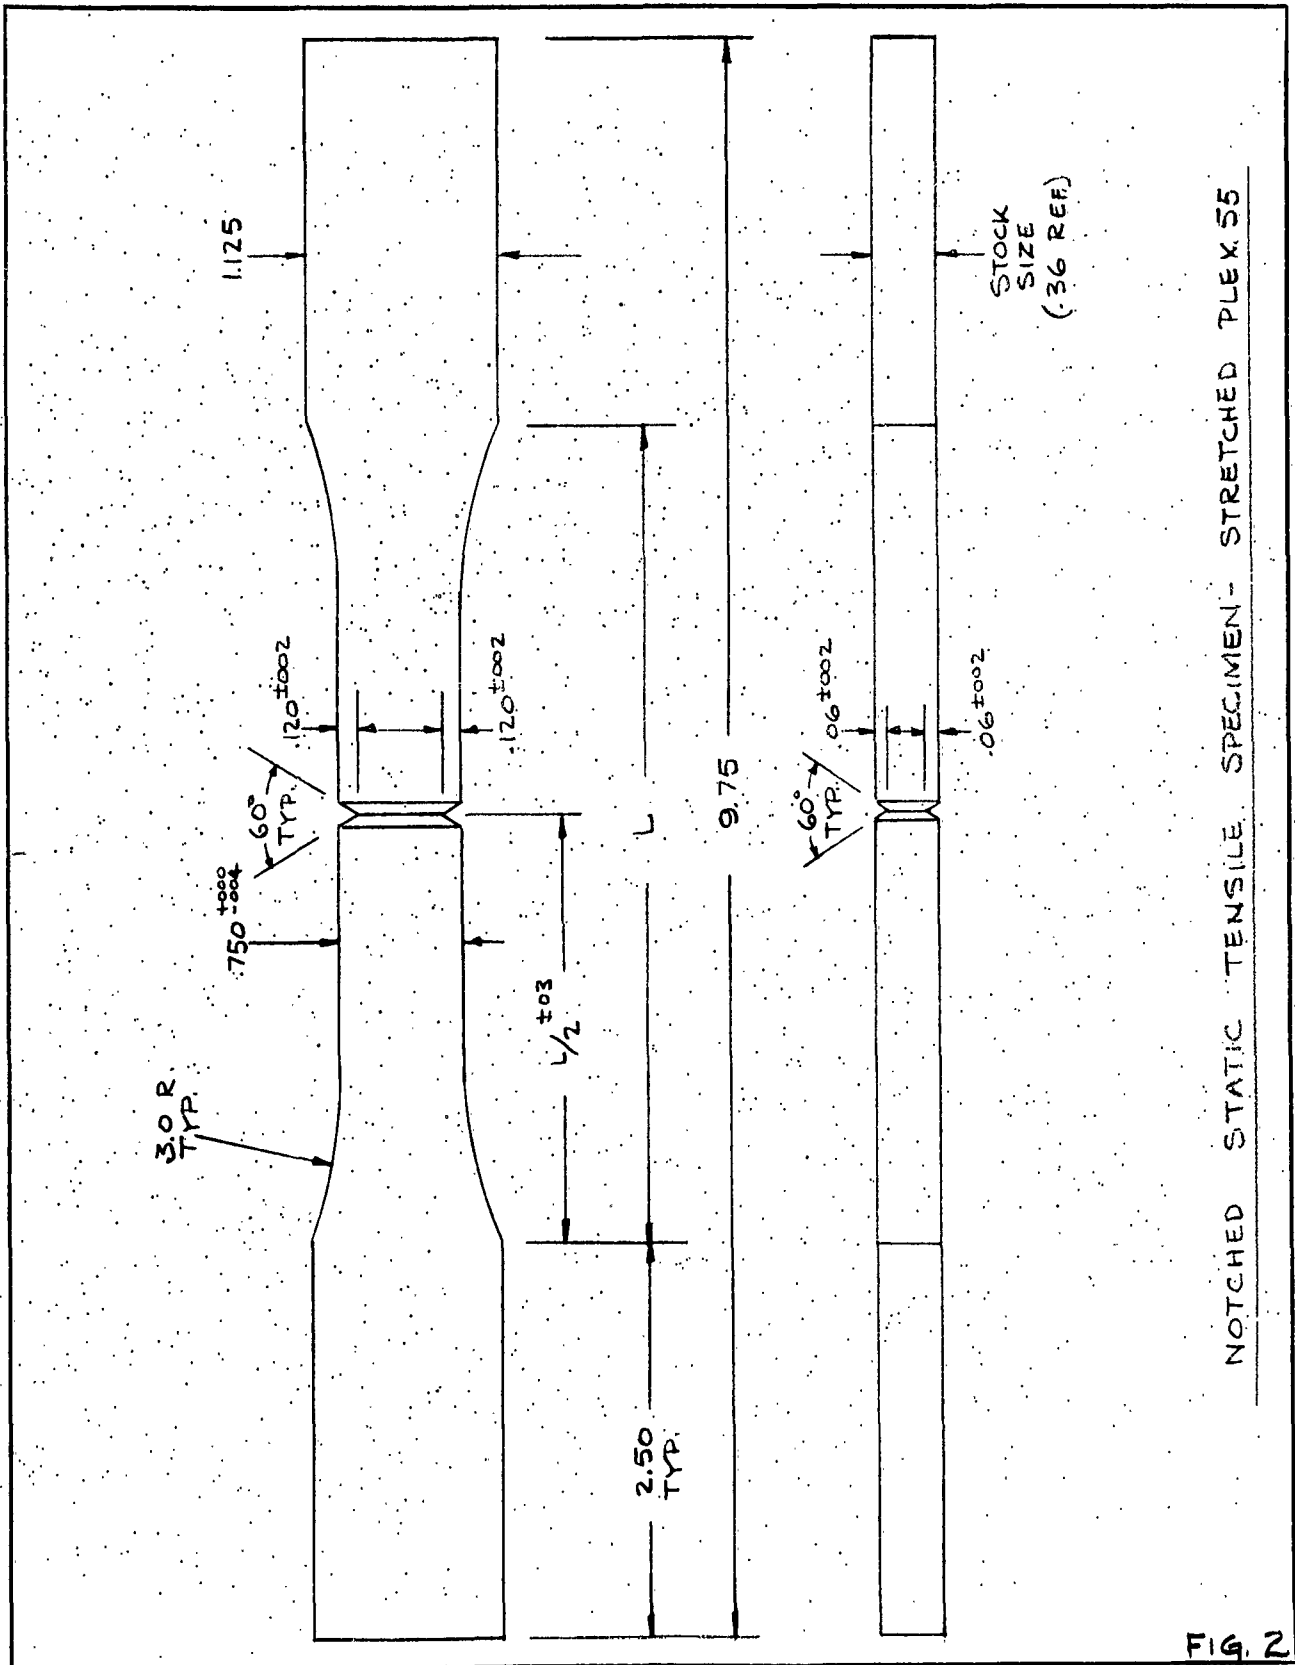 1.125
.120 ±002
.120 ±002
60°
TYP.
.750 +000
-004
3.0 R.
TYP.
L/2 ±03
L
9.75
2.50
TYP.
STOCK
SIZE
(.36 REF.)
.06 ±002
.06 ±002
60°
TYP.
NOTCHED STATIC TENSILE SPECIMEN - STRETCHED PLEX 55
FIG. 2